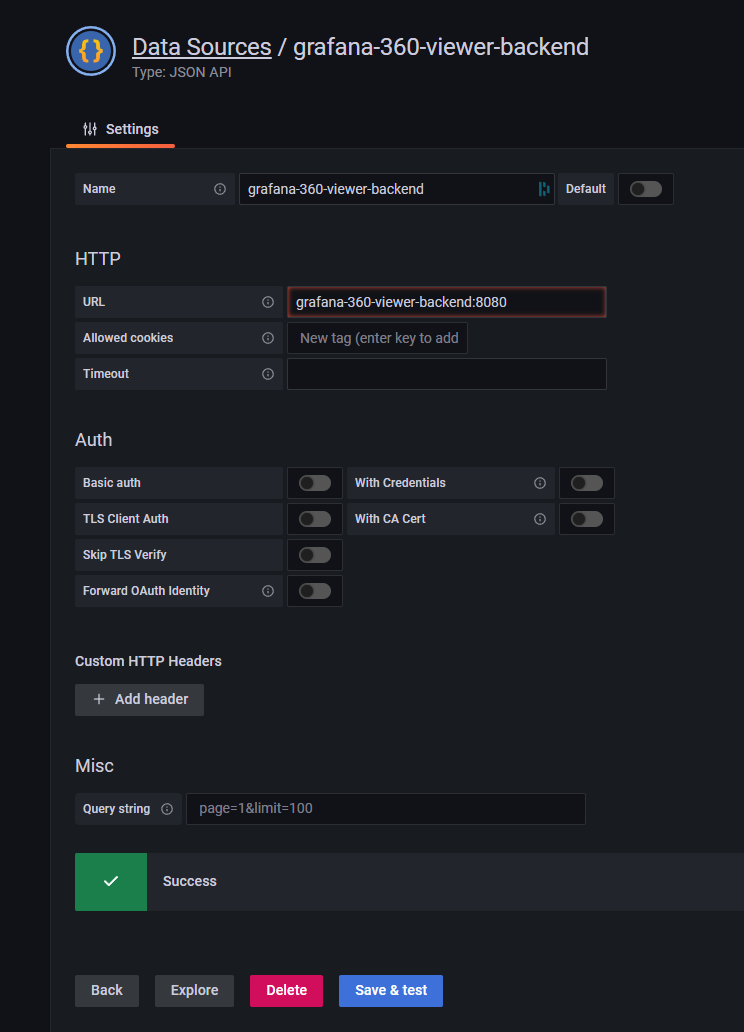 {}
Data Sources / grafana-360-viewer-backend
Type: JSON API
Settings
Name grafana-360-viewer-backend Default
HTTP
URL grafana-360-viewer-backend:8080
Allowed cookies New tag (enter key to add
Timeout
Auth
Basic auth With Credentials
TLS Client Auth With CA Cert
Skip TLS Verify
Forward OAuth Identity
Custom HTTP Headers
+ Add header
Misc
Query string page=1&limit=100
Success
Back Explore Delete Save & test